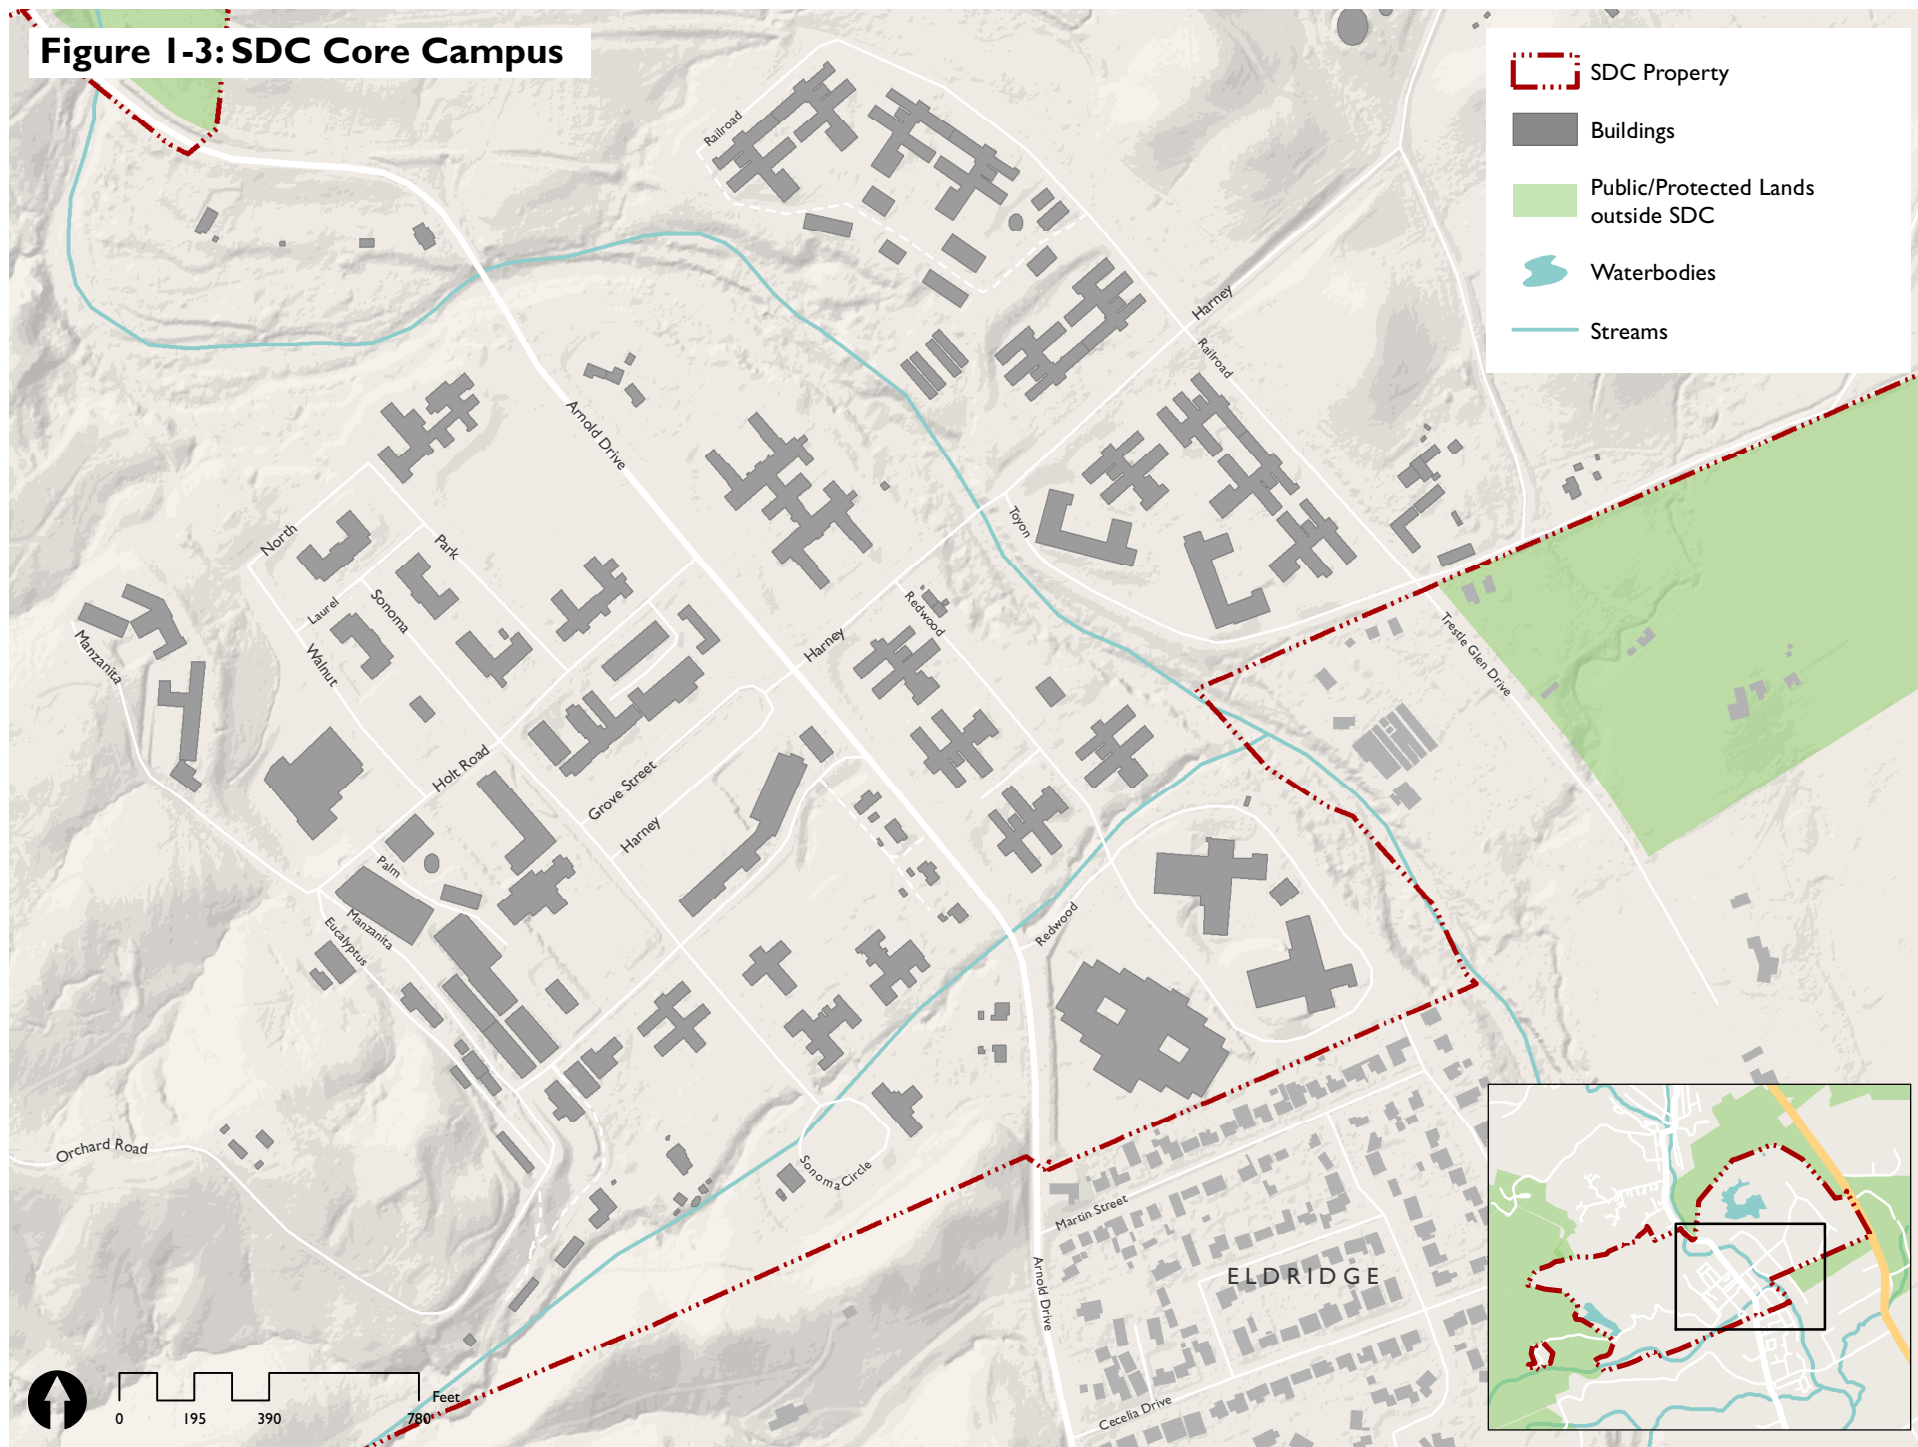 Figure 1-3: SDC Core Campus
SDC Property
Buildings
Public/Protected Lands
outside SDC
Waterbodies
Streams
Railroad
Harney
Railroad
Arnold Drive
Toyon
North
Park
Laurel
Sonoma
Walnut
Manzanita
Redwood
Harney
Trestle Glen Drive
Holt Road
Grove Street
Harney
Palm
Manzanita
Eucalyptus
Redwood
Orchard Road
Sonoma Circle
Martin Street
Arnold Drive
ELDRIDGE
Cecelia Drive
Feet
0 195 390 780